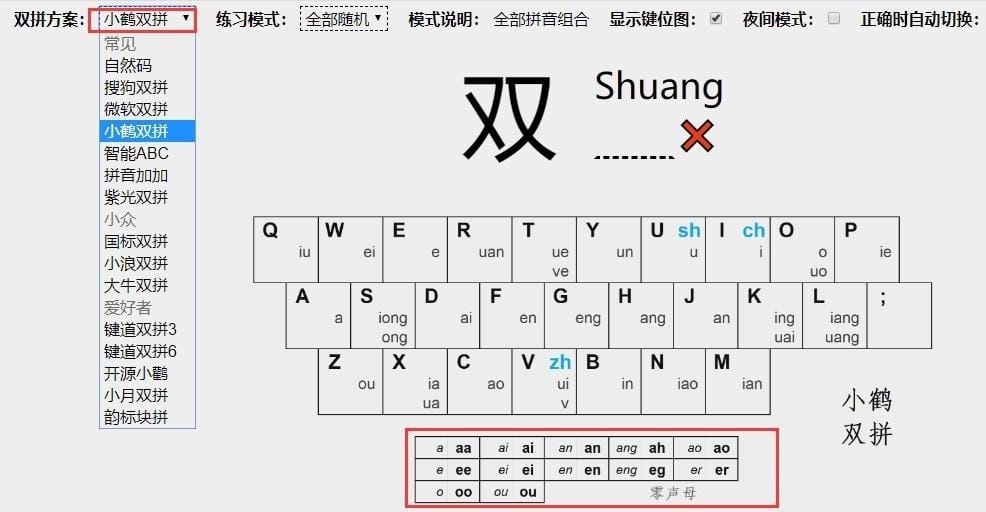 双拼方案: 小鹤双拼 练习模式: 全部随机 模式说明: 全部拼音组合 显示键位图: 夜间模式: 正确时自动切换:
常见
自然码
搜狗双拼
微软双拼
小鹤双拼
智能ABC
拼音加加
紫光双拼
小众
国标双拼
小浪双拼
大牛双拼
爱好者
键道双拼3
键道双拼6
开源小鹳
小月双拼
韵标块拼
双 Shuang
Q W E R T Y U sh I ch O P
iu ei e ruan ue un u i o ie
ve uo
A S D F G H J K L ;
a iong ai en eng ang an ing iang
ong uai uang
Z X C V zh B N M
ou ia ao ui in iao ian
ua v
小鹤
双拼
a aa ai ai an an ang ah ao ao
e ee ei ei en en eng eg er er
o oo ou ou 零声母